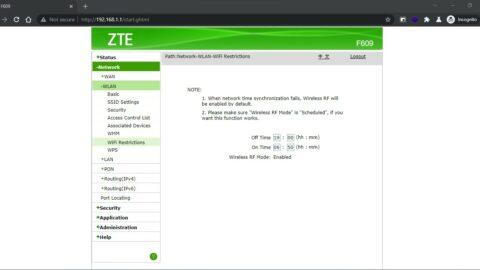 F609
Not secure | http://192.168.1.1/start.ghtml
Incognito
ZTE
F609
Path:Network-WLAN-WiFi Restrictions
中文
Logout
+Status
-Network
+WAN
-WLAN
Basic
SSID Settings
Security
Access Control List
Associated Devices
WMM
WiFi Restrictions
WPS
+LAN
+PON
+Routing(IPv4)
+Routing(IPv6)
Port Locating
+Security
+Application
+Administration
+Help
NOTE:
1. When network time synchronization fails, Wireless RF will
be enabled by default.
2. Please make sure "Wireless RF Mode" is "Scheduled", if you
want this function works.
Off Time 19 : 00 (hh : mm)
On Time 06 : 50 (hh : mm)
Wireless RF Mode: Enabled
?